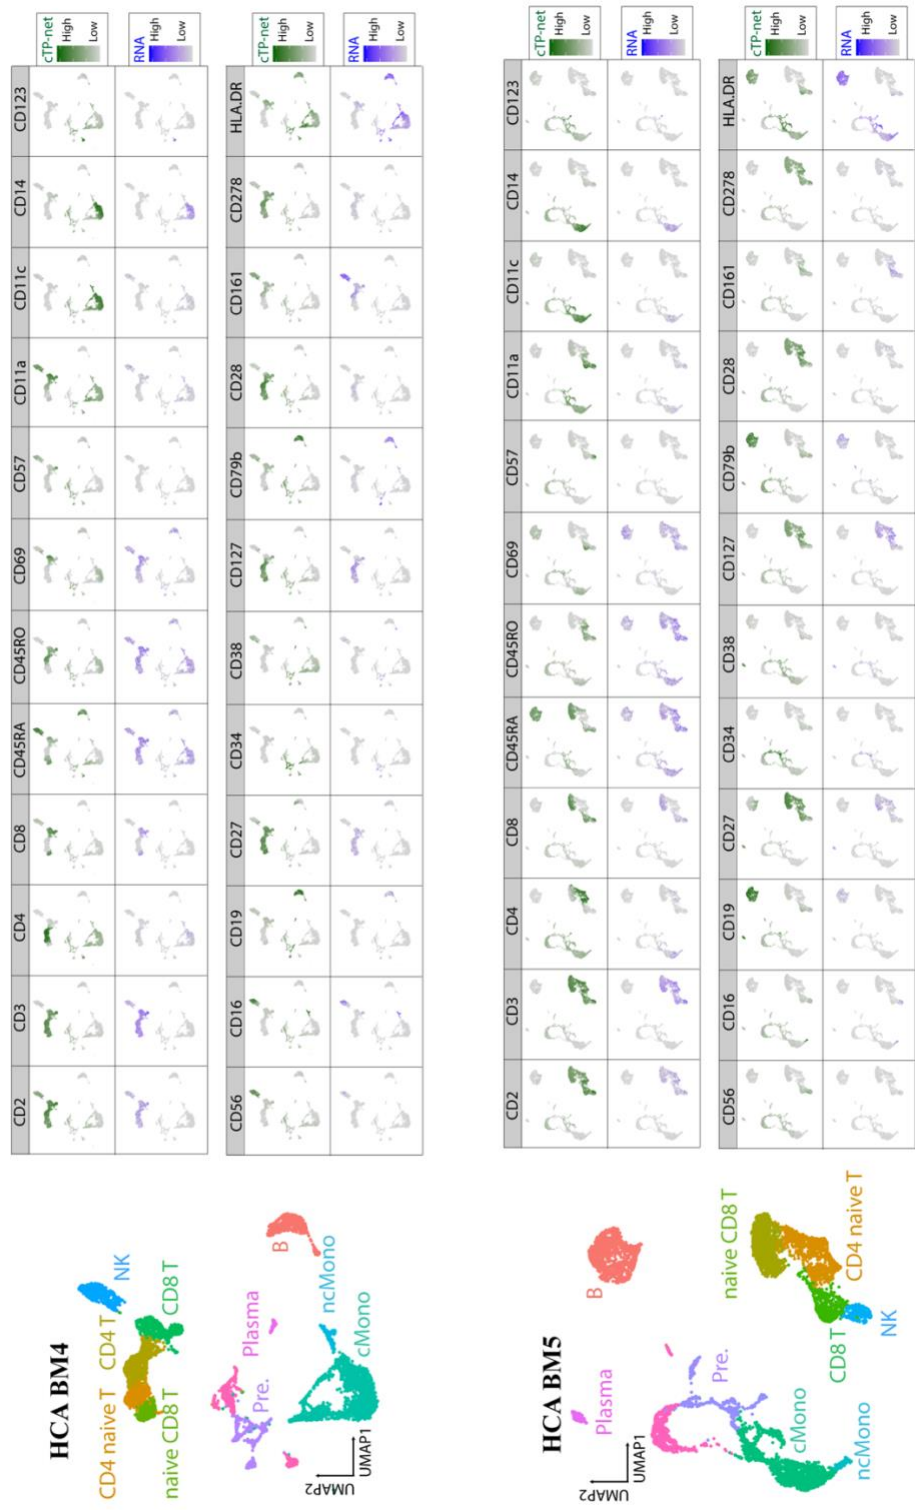 HCA BM4
CD4 naive T
CD4 T
NK
naive CD8 T
CD8 T
Plasma
Pre.
B
ncMono
cMono
UMAP2
UMAP1
CD2 CD3 CD4 CD8 CD45RA CD45RO CD69 CD57 CD11a CD11c CD14 CD123
cTP-net
High
Low
RNA
High
Low
CD56 CD16 CD19 CD27 CD34 CD38 CD127 CD79b CD28 CD161 CD278 HLA.DR
cTP-net
High
Low
RNA
High
Low
HCA BM5
Plasma
B
naive CD8 T
Pre.
CD4 naive T
CD8 T
NK
cMono
ncMono
UMAP2
UMAP1
CD2 CD3 CD4 CD8 CD45RA CD45RO CD69 CD57 CD11a CD11c CD14 CD123
cTP-net
High
Low
RNA
High
Low
CD56 CD16 CD19 CD27 CD34 CD38 CD127 CD79b CD28 CD161 CD278 HLA.DR
cTP-net
High
Low
RNA
High
Low